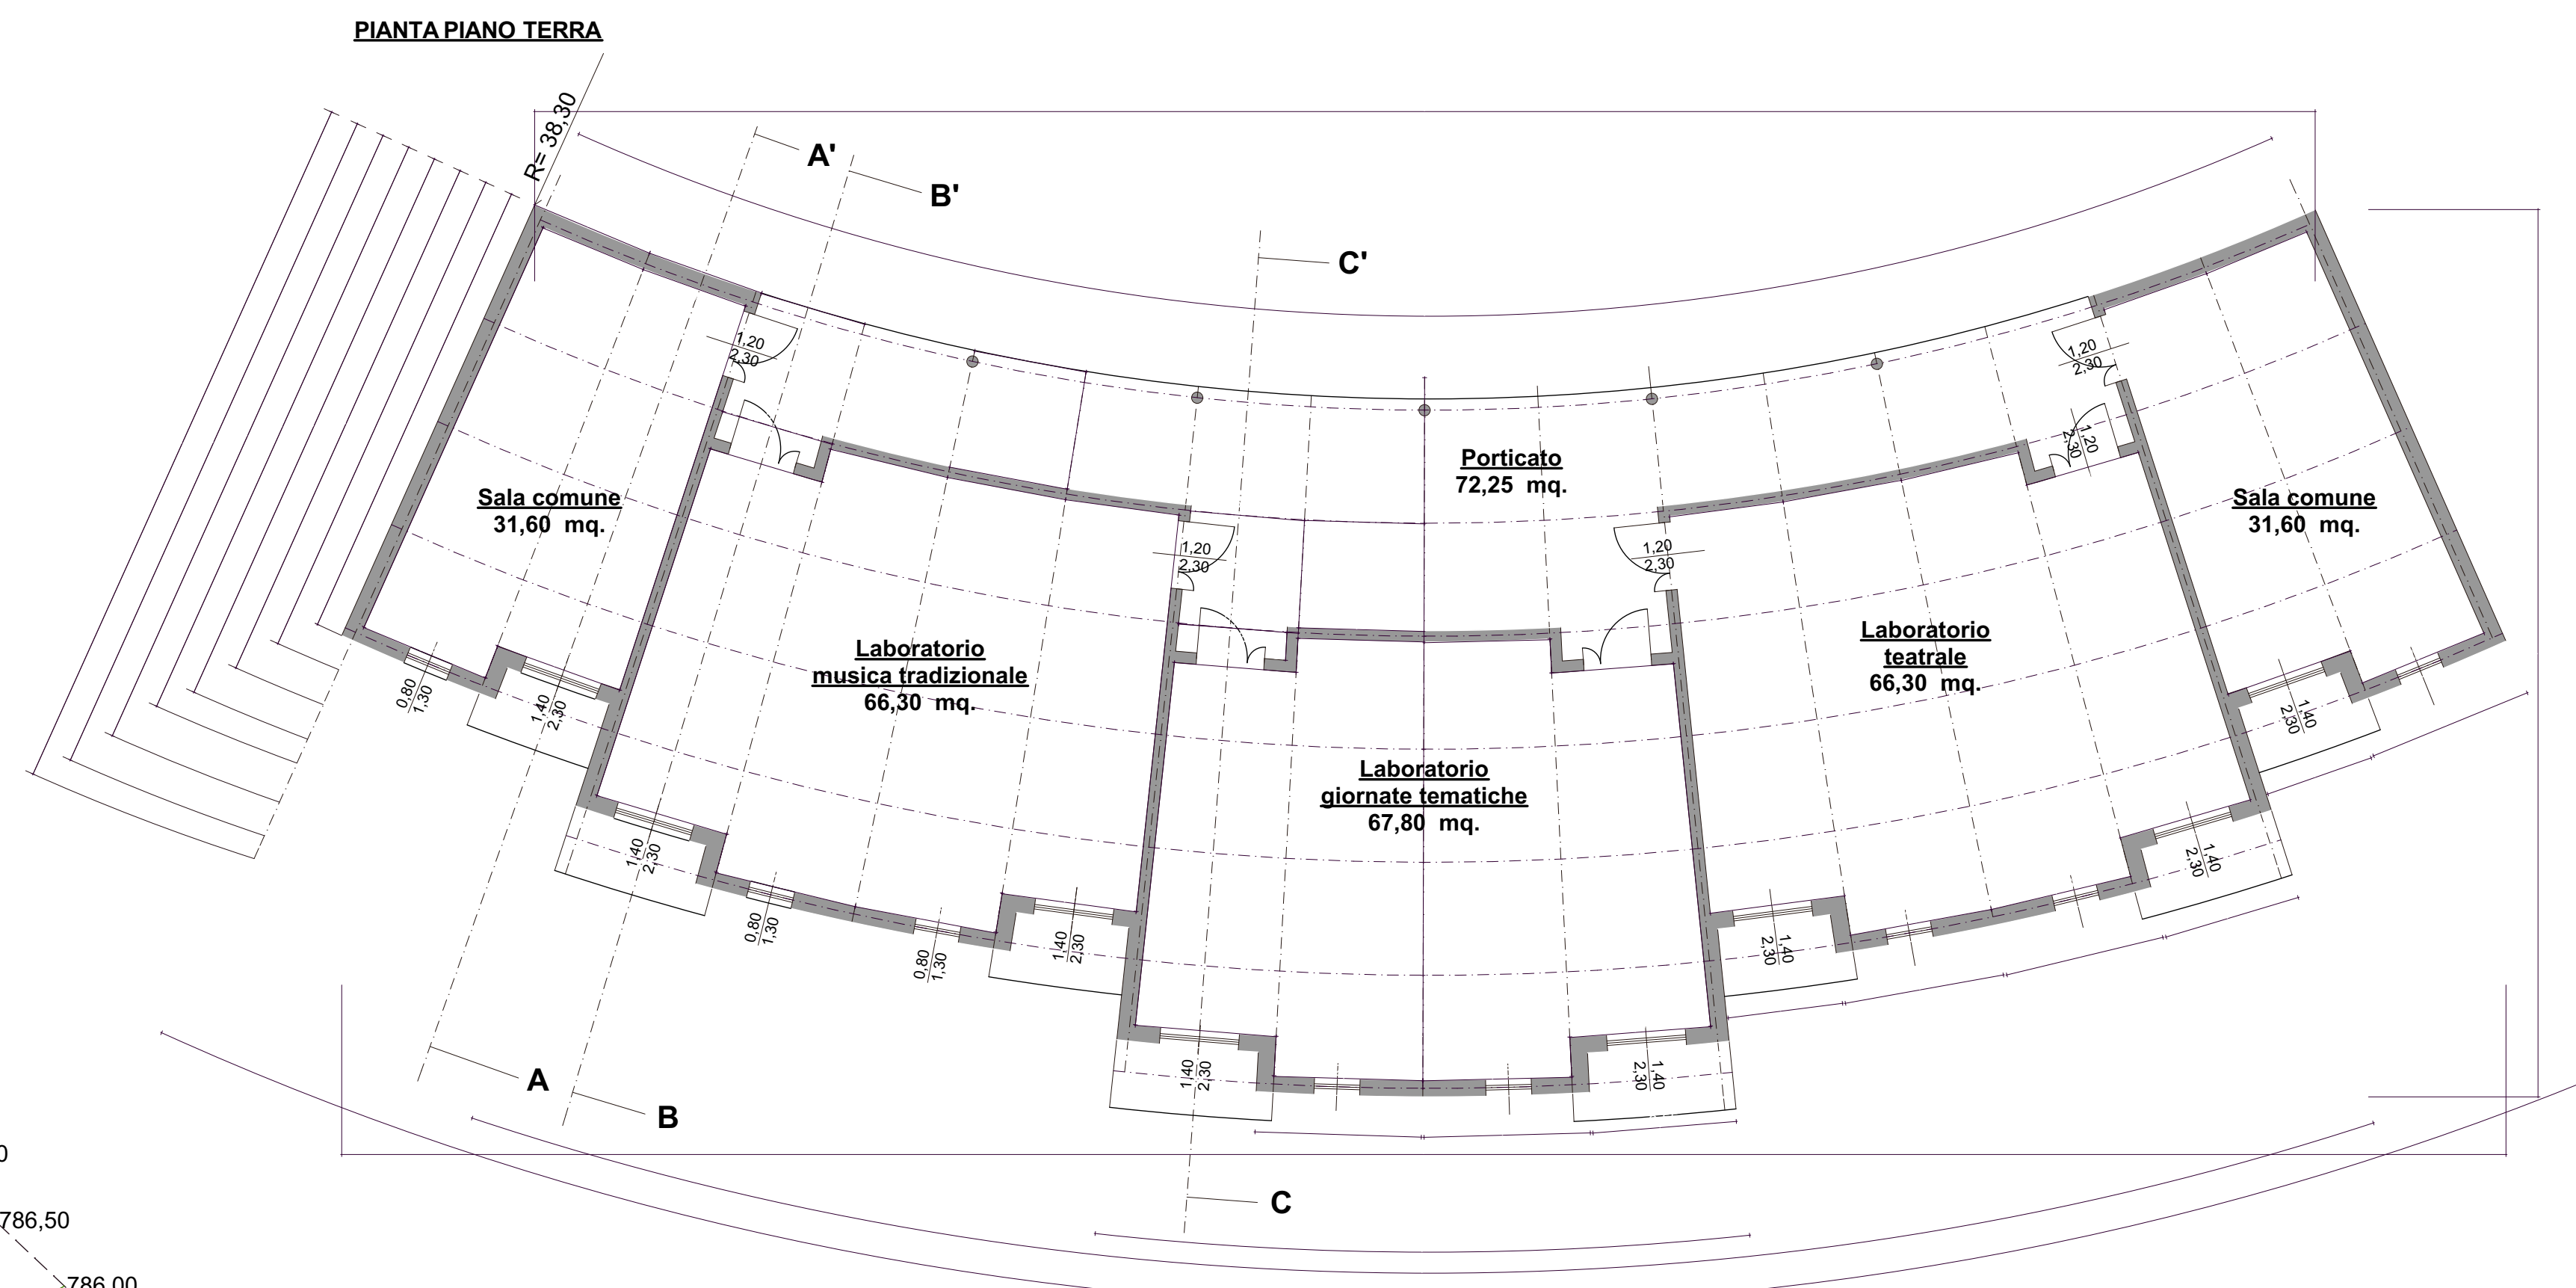 PIANTA PIANO TERRA
R= 38,30
A'
B'
C'
1,20
2,30
1,20
2,30
1,20
2,30
Porticato
72,25 mq.
Sala comune
31,60 mq.
Sala comune
31,60 mq.
1,20
2,30
1,20
2,30
Laboratorio
musica tradizionale
66,30 mq.
Laboratorio
teatrale
66,30 mq.
Laboratorio
giornate tematiche
67,80 mq.
0,80
1,30
1,40
2,30
1,40
2,30
1,40
2,30
0,80
1,30
0,80
1,30
1,40
2,30
1,40
2,30
1,40
2,30
1,40
2,30
1,40
2,30
A
B
C
0
786,50
786,00